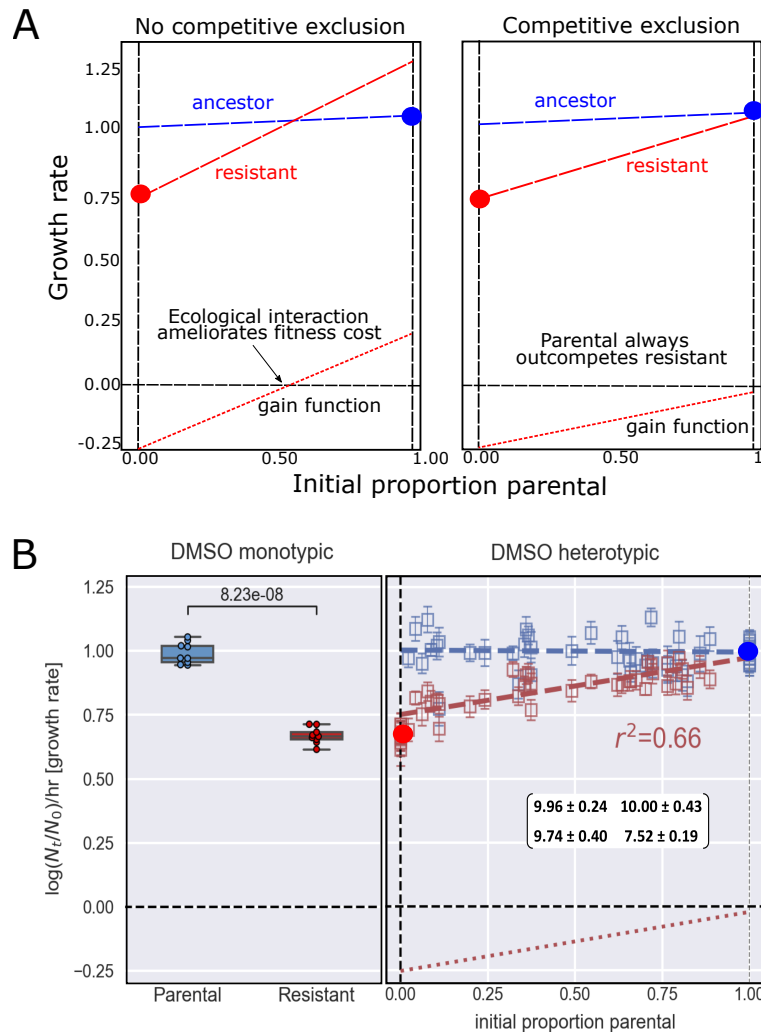 A
No competitive exclusion
Competitive exclusion
Growth rate
1.25
1.00
0.75
0.50
0.25
0.00
-0.25
ancestor
resistant
Ecological interaction
ameliorates fitness cost
gain function
0.00
0.50
1.00
ancestor
resistant
Parental always
outcompetes resistant
gain function
0.00
0.50
1
Initial proportion parental
B
DMSO monotypic
DMSO heterotypic
log(N_t/N_0)/hr [growth rate]
1.25
1.00
0.75
0.50
0.25
0.00
−0.25
8.23e-08
Parental
Resistant
r²=0.66
9.96 ± 0.24 10.00 ± 0.43
9.74 ± 0.40 7.52 ± 0.19
0.00
0.25
0.50
0.75
1.00
initial proportion parental